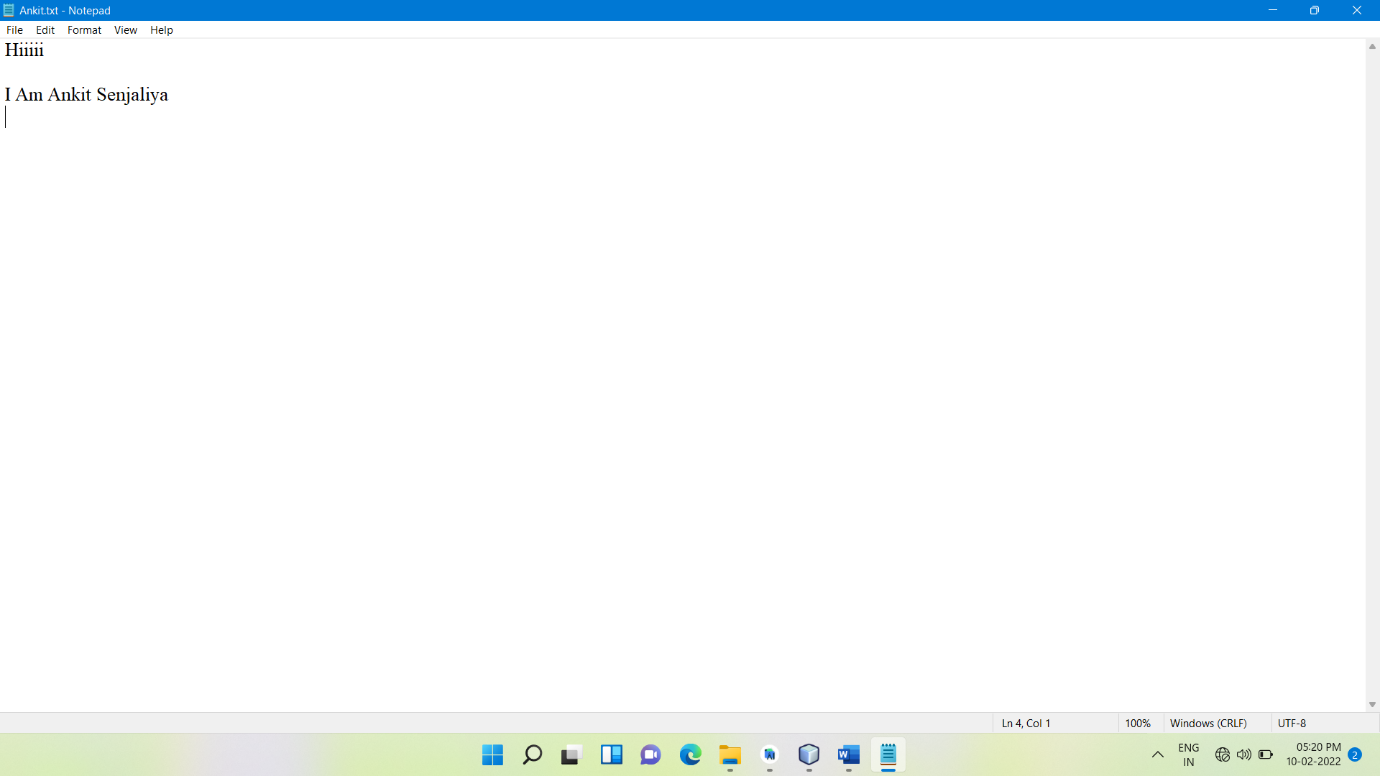 Ankit.txt - Notepad
File Edit Format View Help
Hiiiii
I Am Ankit Senjaliya
Ln 4, Col 1 100% Windows (CRLF) UTF-8
ENG 05:20 PM
IN 10-02-2022 2